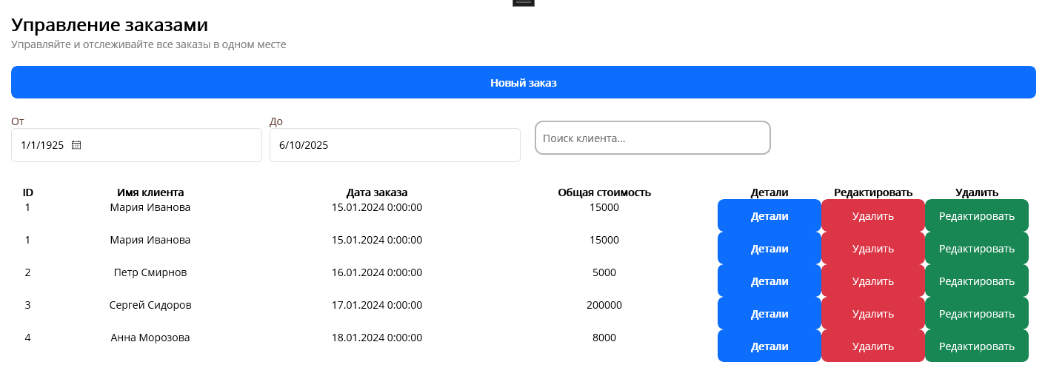 Управление заказами
Управляйте и отслеживайте все заказы в одном месте
Новый заказ
От До
1/1/1925 6/10/2025 Поиск клиента...
ID Имя клиента Дата заказа Общая стоимость Детали Редактировать Удалить
1 Мария Иванова 15.01.2024 0:00:00 15000 Детали Удалить Редактировать
1 Мария Иванова 15.01.2024 0:00:00 15000 Детали Удалить Редактировать
2 Петр Смирнов 16.01.2024 0:00:00 5000 Детали Удалить Редактировать
3 Сергей Сидоров 17.01.2024 0:00:00 200000 Детали Удалить Редактировать
4 Анна Морозова 18.01.2024 0:00:00 8000 Детали Удалить Редактировать